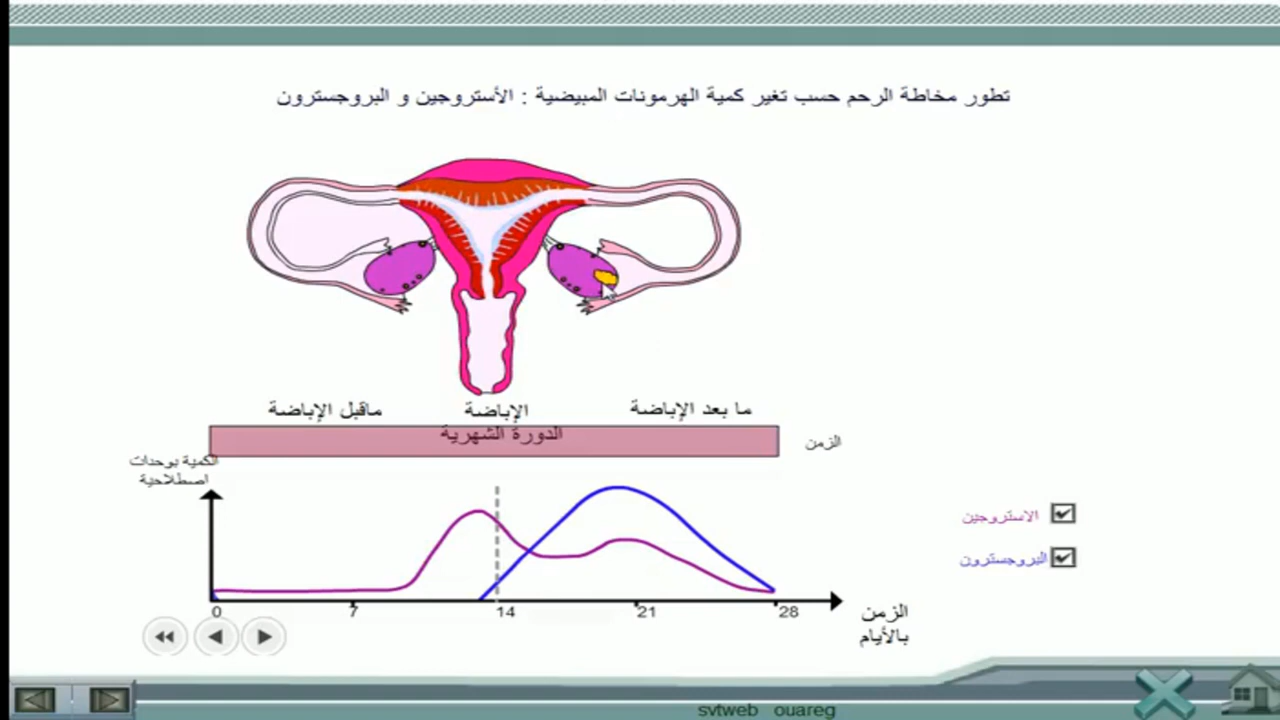 تطور مخاطة الرحم حسب تغير كمية الهرمونات المبيضية : الأستروجين و البروجسترون
ماقبل الإباضة
الإباضة
ما بعد الإباضة
الدورة الشهرية
الزمن
الكمية بوحدات
اصطلاحية
الاستروجين
البروجسترون
0 7 14 21 28
الزمن
بالأيام
svtweb ouareg